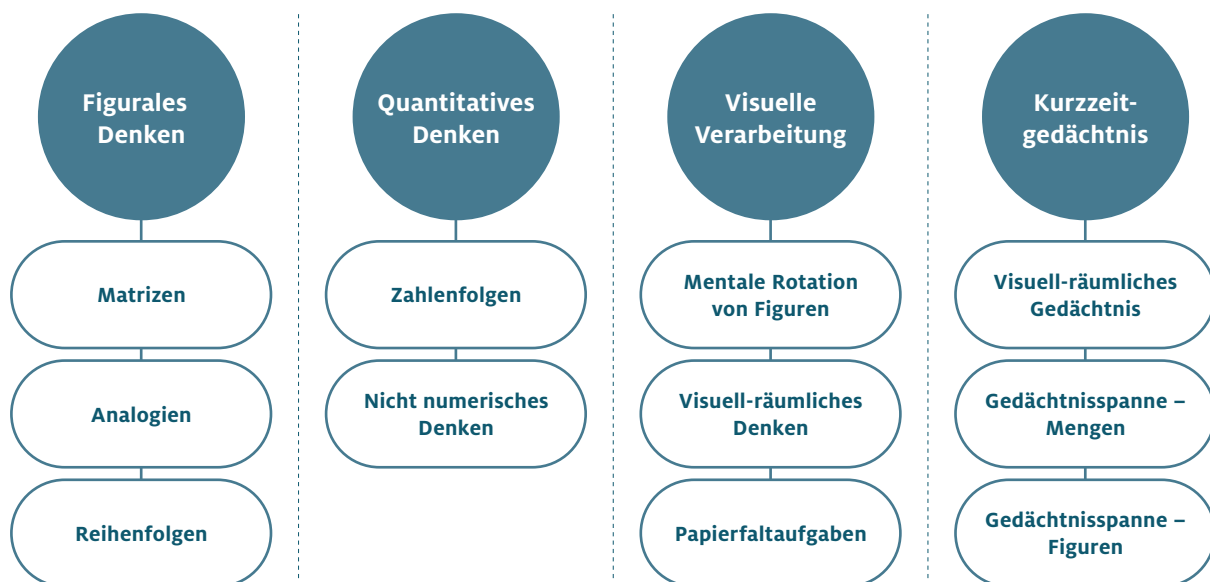 Figurales
Denken
Matrizen
Analogien
Reihenfolgen
Quantitatives
Denken
Zahlenfolgen
Nicht numerisches
Denken
Visuelle
Verarbeitung
Mentale Rotation
von Figuren
Visuell-räumliches
Denken
Papierfaltaufgaben
Kurzzeit-
gedächtnis
Visuell-räumliches
Gedächtnis
Gedächtnisspanne –
Mengen
Gedächtnisspanne –
Figuren